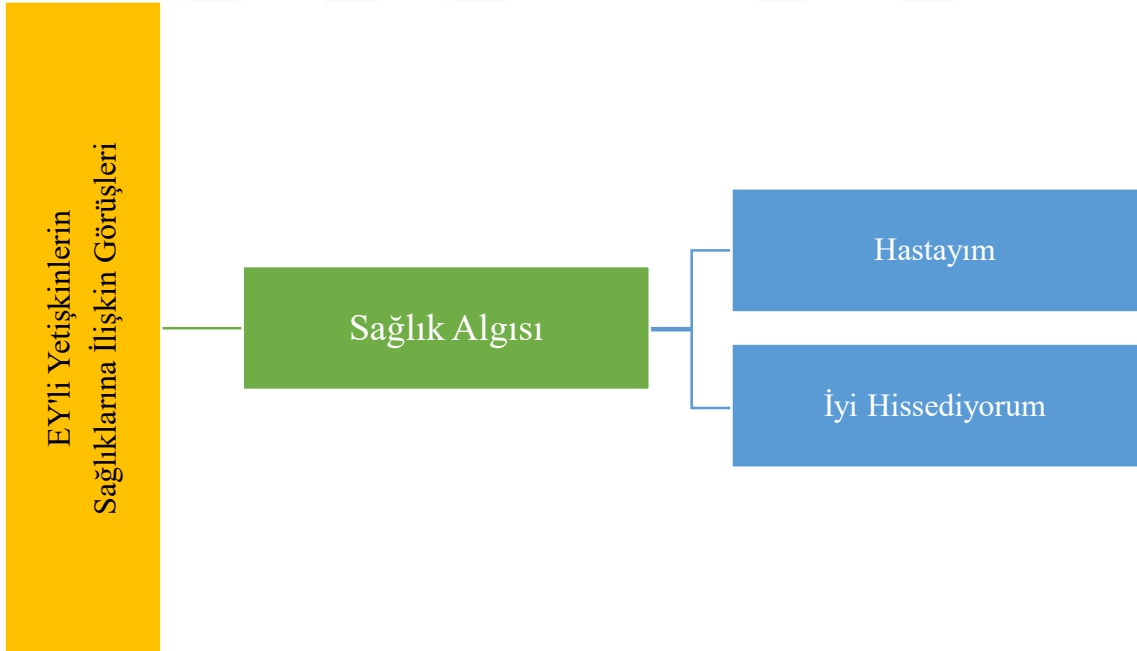 EY'li Yetişkinlerin
Sağlıklarına İlişkin Görüşleri
Sağlık Algısı
Hastayım
İyi Hissediyorum